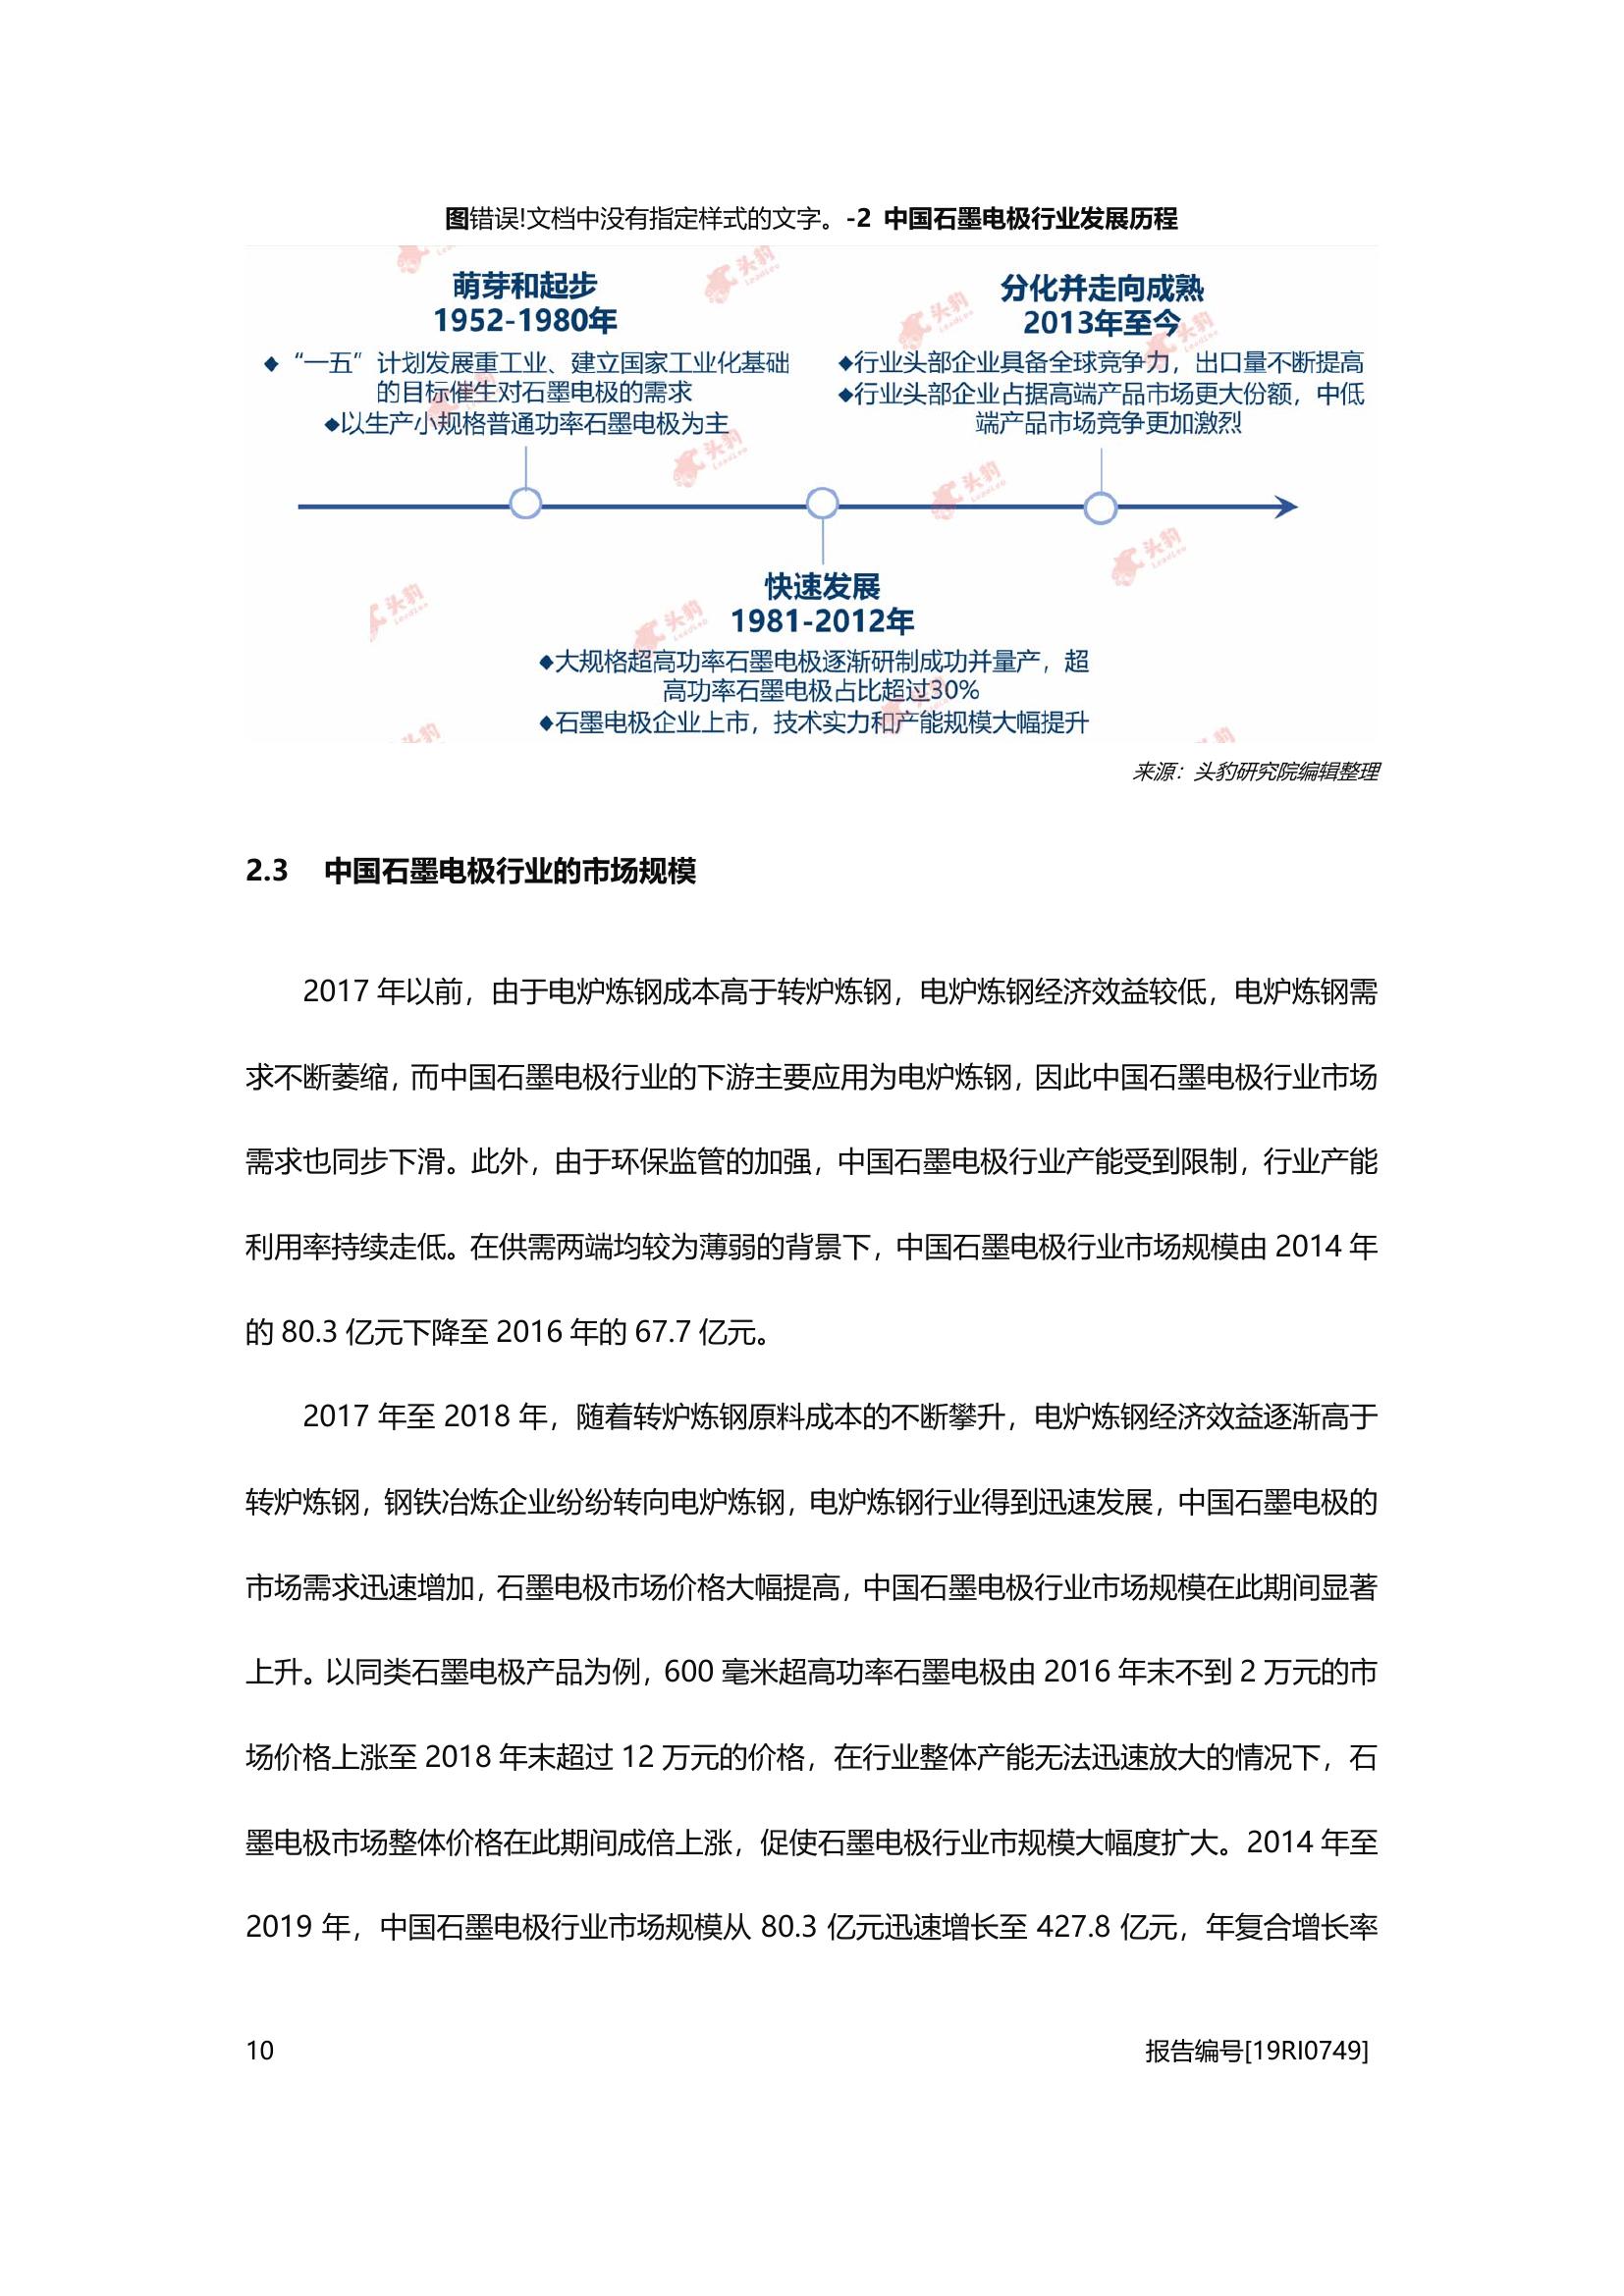 图错误!文档中没有指定样式的文字。-2 中国石墨电极行业发展历程
萌芽和起步
1952-1980年
◆“一五”计划发展重工业、建立国家工业化基础
的目标催生对石墨电极的需求
◆以生产小规格普通功率石墨电极为主
分化并走向成熟
2013年至今
◆行业头部企业具备全球竞争力，出口量不断提高
◆行业头部企业占据高端产品市场更大份额，中低
端产品市场竞争更加激烈
快速发展
1981-2012年
◆大规格超高功率石墨电极逐渐研制成功并量产，超
高功率石墨电极占比超过30%
◆石墨电极企业上市，技术实力和产能规模大幅提升
头豹
LeadLeo
来源：头豹研究院编辑整理
2.3 中国石墨电极行业的市场规模
2017 年以前，由于电炉炼钢成本高于转炉炼钢，电炉炼钢经济效益较低，电炉炼钢需
求不断萎缩，而中国石墨电极行业的下游主要应用为电炉炼钢，因此中国石墨电极行业市场
需求也同步下滑。此外，由于环保监管的加强，中国石墨电极行业产能受到限制，行业产能
利用率持续走低。在供需两端均较为薄弱的背景下，中国石墨电极行业市场规模由 2014 年
的 80.3 亿元下降至 2016 年的 67.7 亿元。
2017 年至 2018 年，随着转炉炼钢原料成本的不断攀升，电炉炼钢经济效益逐渐高于
转炉炼钢，钢铁冶炼企业纷纷转向电炉炼钢，电炉炼钢行业得到迅速发展，中国石墨电极的
市场需求迅速增加，石墨电极市场价格大幅提高，中国石墨电极行业市场规模在此期间显著
上升。以同类石墨电极产品为例，600 毫米超高功率石墨电极由 2016 年末不到 2 万元的市
场价格上涨至 2018 年末超过 12 万元的价格，在行业整体产能无法迅速放大的情况下，石
墨电极市场整体价格在此期间成倍上涨，促使石墨电极行业市规模大幅度扩大。2014 年至
2019 年，中国石墨电极行业市场规模从 80.3 亿元迅速增长至 427.8 亿元，年复合增长率
10
报告编号[19RI0749]